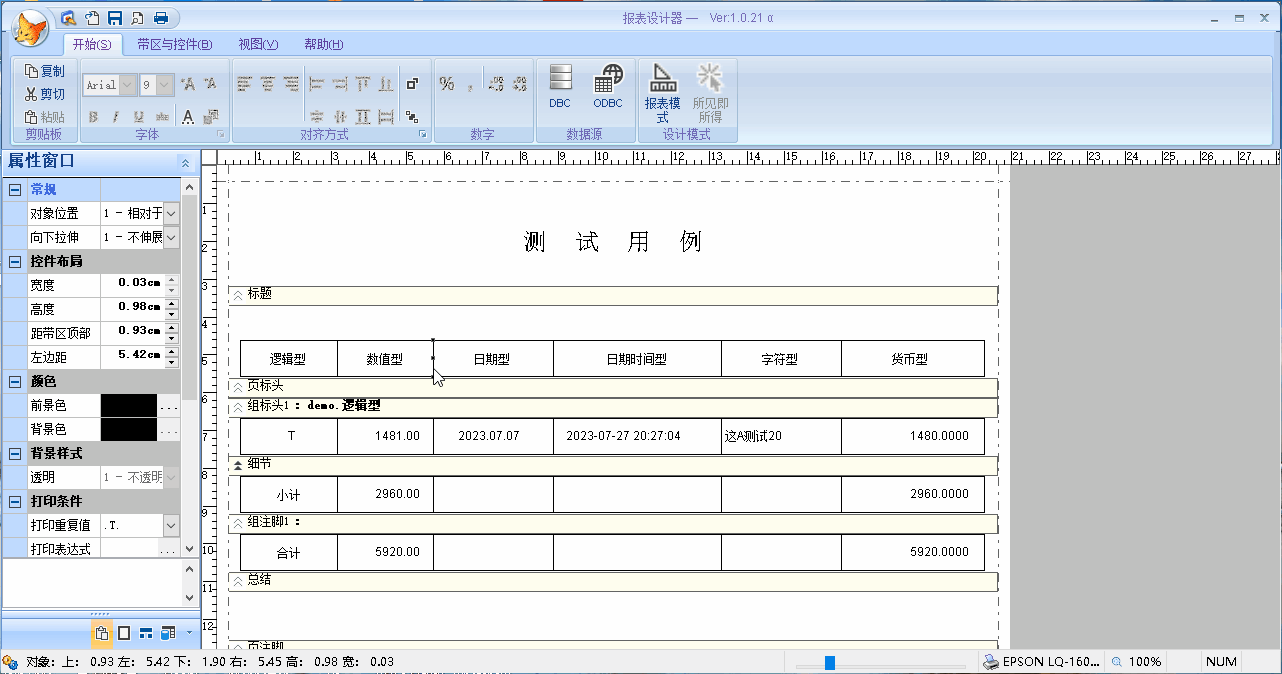 报表设计器 — Ver:1.0.21 α
开始(S) 带区与控件(B) 视图(V) 帮助(H)
复制
剪切
粘贴
剪贴板
Arial 9
B I U abc A
字体
对齐方式
% ,
数字
DBC ODBC
数据源
报表模式 所见即所得
设计模式
属性窗口
常规
对象位置 1 - 相对于
向下拉伸 1 - 不伸展
控件布局
宽度 0.03cm
高度 0.98cm
距带区顶部 0.93cm
左边距 5.42cm
颜色
前景色 ...
背景色 ...
背景样式
透明 1 - 不透明
打印条件
打印重复值 .T.
打印表达式 ...
1 2 3 4 5 6 7 8 9 10 11 12 13 14 15 16 17 18 19 20 21 22 23 24 25 26 27
1
2
3
4
5
6
7
8
9
10
11
12
测 试 用 例
标题
逻辑型 数值型 日期型 日期时间型 字符型 货币型
页标头
组标头1 : demo.逻辑型
T 1481.00 2023.07.07 2023-07-27 20:27:04 这A测试20 1480.0000
细节
小计 2960.00 2960.0000
组注脚1 :
合计 5920.00 5920.0000
总结
页注脚
对象: 上: 0.93 左: 5.42 下: 1.90 右: 5.45 高: 0.98 宽: 0.03
EPSON LQ-160... 100% NUM